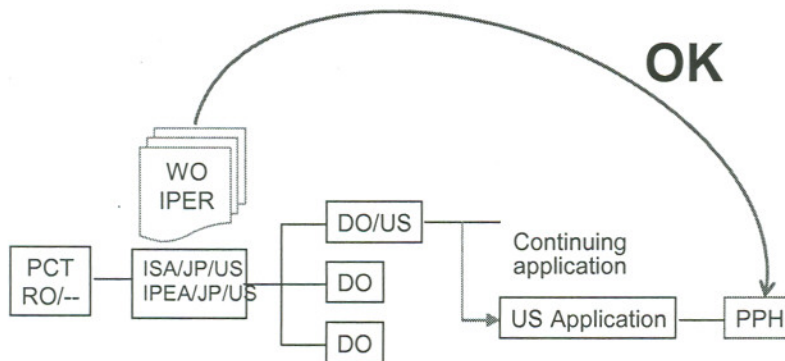 OK
WO
IPER
PCT
RO/--
ISA/JP/US
IPEA/JP/US
DO/US
DO
DO
Continuing
application
US Application
PPH